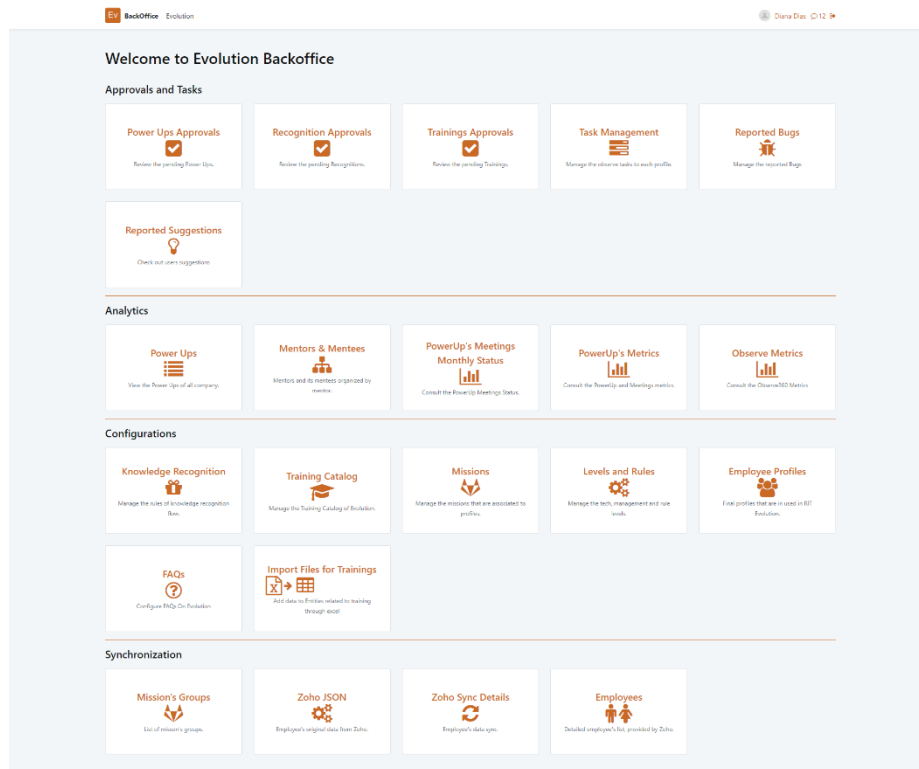 Ev BackOffice Evolution
Diana Dias 12
Welcome to Evolution Backoffice
Approvals and Tasks
Power Ups Approvals
Review the pending Power Ups.
Recognition Approvals
Review the pending Recognitions.
Trainings Approvals
Review the pending Trainings.
Task Management
Manage the observe tasks to each profile.
Reported Bugs
Manage the reported Bugs
Reported Suggestions
Check out users suggestions
Analytics
Power Ups
View the Power Ups of all company.
Mentors & Mentees
Mentors and its mentees organized by
mentor.
PowerUp's Meetings
Monthly Status
Consult the PowerUp Meetings Status.
PowerUp's Metrics
Consult the PowerUp and Meetings metrics.
Observe Metrics
Consult the Observe360 Metrics
Configurations
Knowledge Recognition
Manage the rules of knowledge recognition
flow.
Training Catalog
Manage the Training Catalog of Evolution.
Missions
Manage the missions that are associated to
profiles.
Levels and Rules
Manage the tech, management and role
levels.
Employee Profiles
Final profiles that are in used in
Evolution.
FAQs
Configure FAQs On Evolution
Import Files for Trainings
Add data to Entities related to training
through excel
Synchronization
Mission's Groups
List of mission's groups.
Zoho JSON
Employee's original data from Zoho.
Zoho Sync Details
Employee's data sync.
Employees
Detailed employee's list, provided by Zoho.